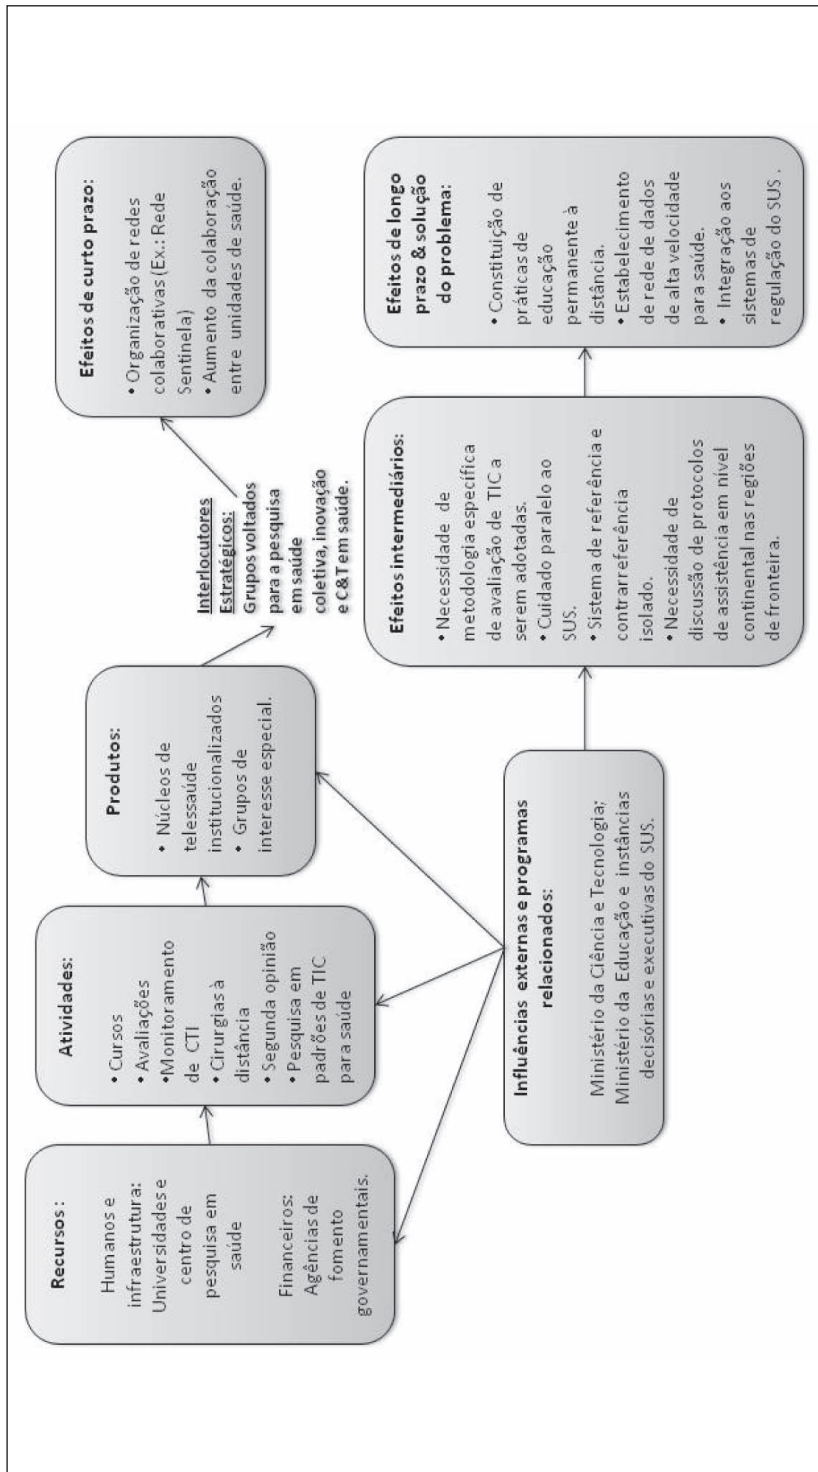 Recursos :
Humanos e
infraestrutura:
Universidades e
centro de
pesquisa em
saúde
Financeiros:
Agências de
fomento
governamentais.
Atividades:
• Cursos
• Avaliações
•Monitoramento
de CTI
• Cirurgias à
distância
• Segunda opinião
• Pesquisa em
padrões de TIC
para saúde
Produtos:
• Núcleos de
telessaúde
institucionalizados
• Grupos de
interesse especial.
Interlocutores
Estratégicos:
Grupos voltados
para a pesquisa
em saúde
coletiva, inovação
e C&T em saúde.
Efeitos de curto prazo:
• Organização de redes
colaborativas (Ex.: Rede
Sentinela)
• Aumento da colaboração
entre unidades de saúde.
Influências externas e programas
relacionados:
Ministério da Ciência e Tecnologia;
Ministério da Educação e instâncias
decisórias e executivas do SUS.
Efeitos intermediários:
• Necessidade de
metodologia específica
de avaliação de TIC a
serem adotadas.
• Cuidado paralelo ao
SUS.
• Sistema de referência e
contrarreferência
isolado.
• Necessidade de
discussão de protocolos
de assistência em nível
continental nas regiões
de fronteira.
Efeitos de longo
prazo & solução
do problema:
• Constituição de
práticas de
educação
permanente à
distância.
• Estabelecimento
de rede de dados
de alta velocidade
para saúde.
• Integração aos
sistemas de
regulação do SUS .